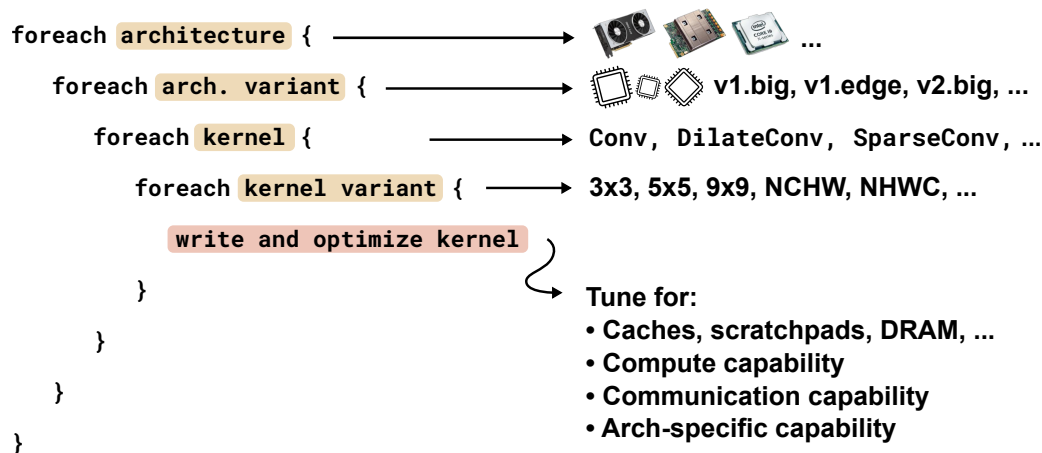 foreach architecture { ...
foreach arch. variant { v1.big, v1.edge, v2.big, ...
foreach kernel { Conv, DilateConv, SparseConv, ...
foreach kernel variant { 3x3, 5x5, 9x9, NCHW, NHWC, ...
write and optimize kernel
}
}
}
}
Tune for:
• Caches, scratchpads, DRAM, ...
• Compute capability
• Communication capability
• Arch-specific capability